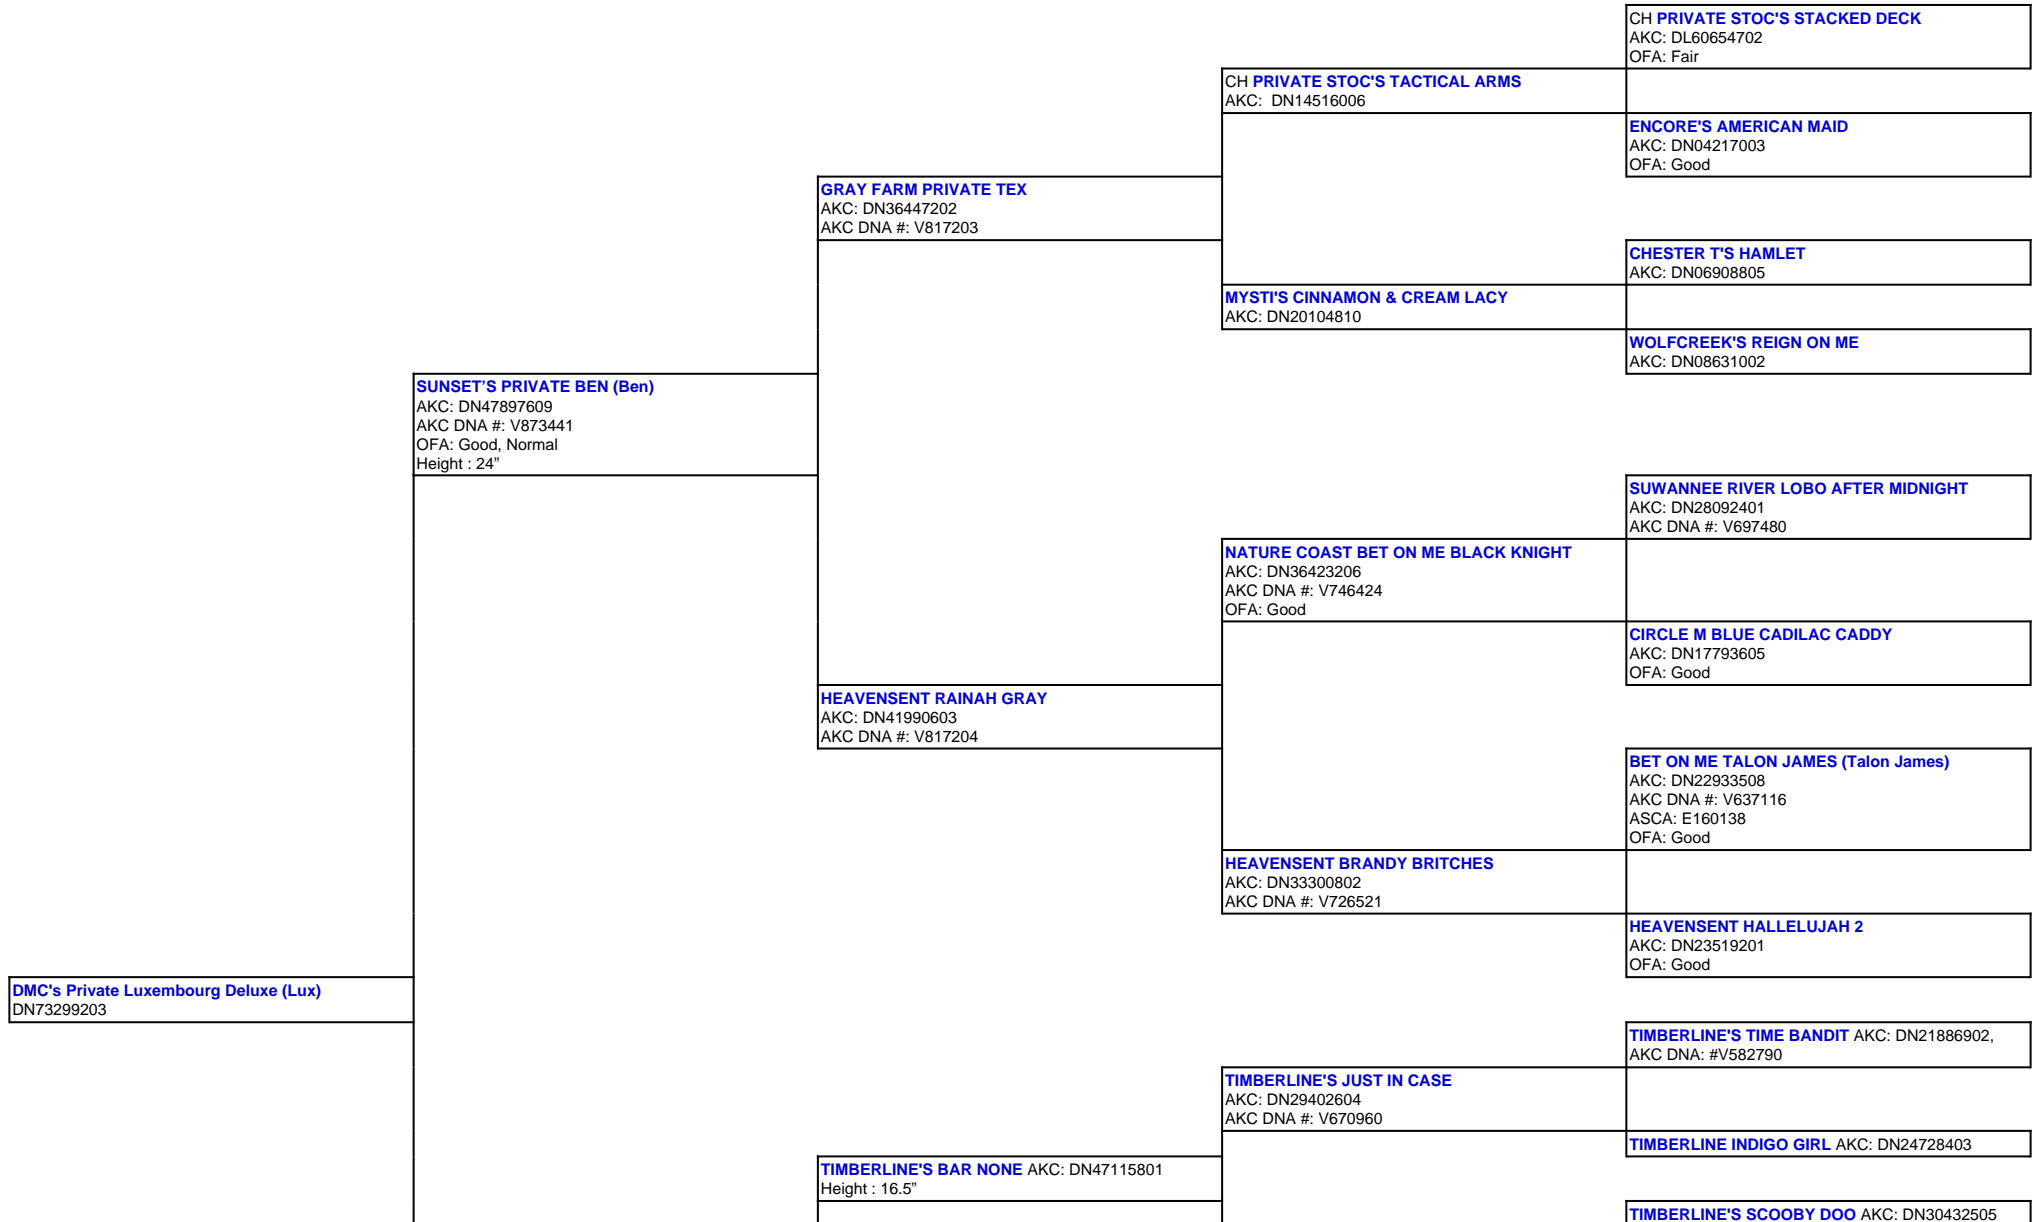 CH PRIVATE STOC'S STACKED DECK
AKC: DL60654702
OFA: Fair
CH PRIVATE STOC'S TACTICAL ARMS
AKC:  DN14516006
ENCORE'S AMERICAN MAID
AKC: DN04217003
OFA: Good
GRAY FARM PRIVATE TEX
AKC: DN36447202
AKC DNA #: V817203
CHESTER T'S HAMLET
AKC: DN06908805
MYSTI'S CINNAMON & CREAM LACY
AKC: DN20104810
WOLFCREEK'S REIGN ON ME
AKC: DN08631002
SUNSET’S PRIVATE BEN (Ben)
AKC: DN47897609
AKC DNA #: V873441
OFA: Good, Normal
Height : 24”
SUWANNEE RIVER LOBO AFTER MIDNIGHT
AKC: DN28092401
AKC DNA #: V697480
NATURE COAST BET ON ME BLACK KNIGHT
AKC: DN36423206
AKC DNA #: V746424
OFA: Good
CIRCLE M BLUE CADILAC CADDY
AKC: DN17793605
OFA: Good
HEAVENSENT RAINAH GRAY
AKC: DN41990603
AKC DNA #: V817204
BET ON ME TALON JAMES (Talon James)
AKC: DN22933508
AKC DNA #: V637116
ASCA: E160138
OFA: Good
HEAVENSENT BRANDY BRITCHES
AKC: DN33300802
AKC DNA #: V726521
HEAVENSENT HALLELUJAH 2
AKC: DN23519201
OFA: Good
DMC's Private Luxembourg Deluxe (Lux)
DN73299203
TIMBERLINE'S TIME BANDIT AKC: DN21886902,
AKC DNA: #V582790
TIMBERLINE'S JUST IN CASE
AKC: DN29402604
AKC DNA #: V670960
TIMBERLINE INDIGO GIRL AKC: DN24728403
TIMBERLINE'S BAR NONE AKC: DN47115801
Height : 16.5”
TIMBERLINE'S SCOOBY DOO AKC: DN30432505